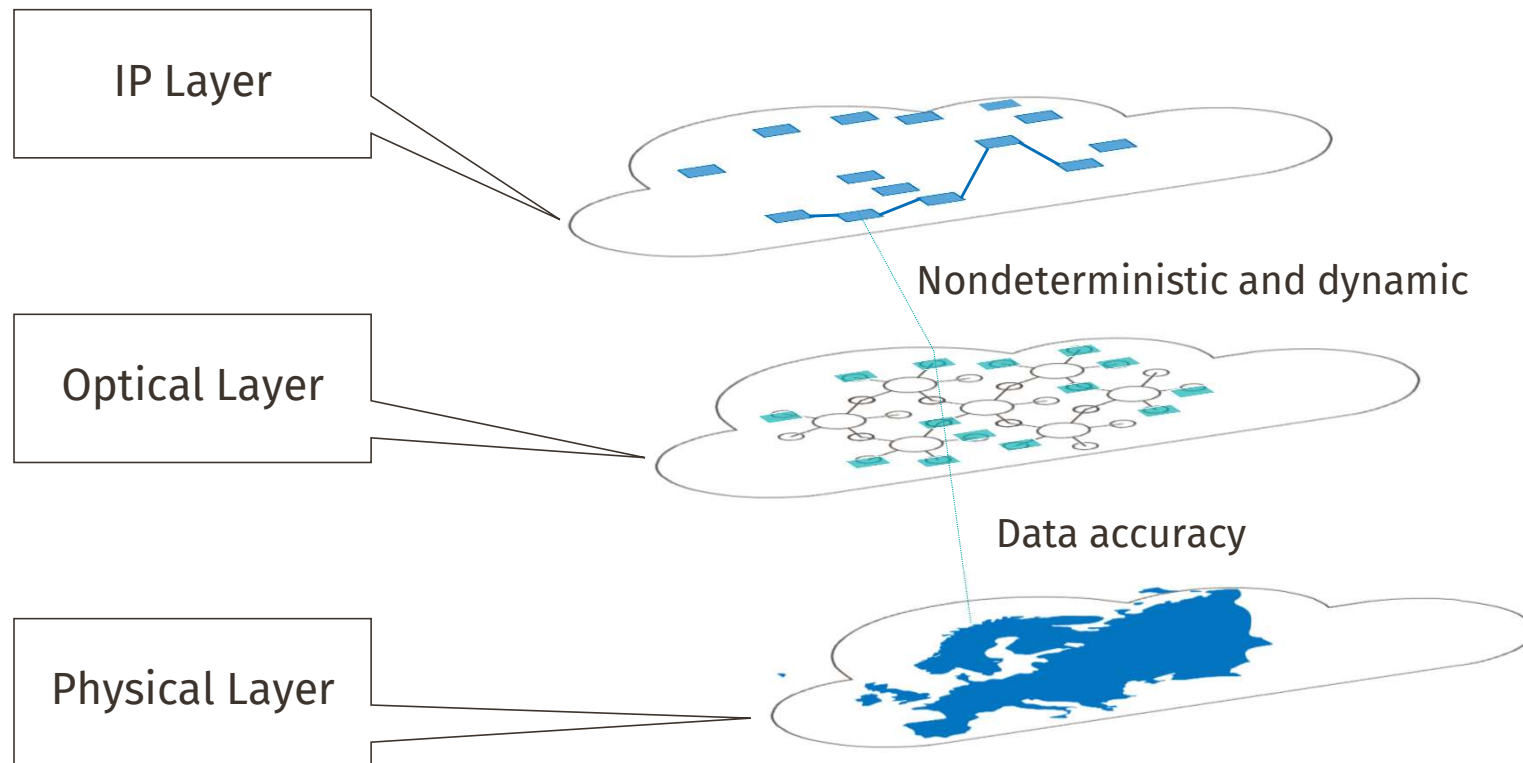 IP Layer
Nondeterministic and dynamic
Optical Layer
Data accuracy
Physical Layer